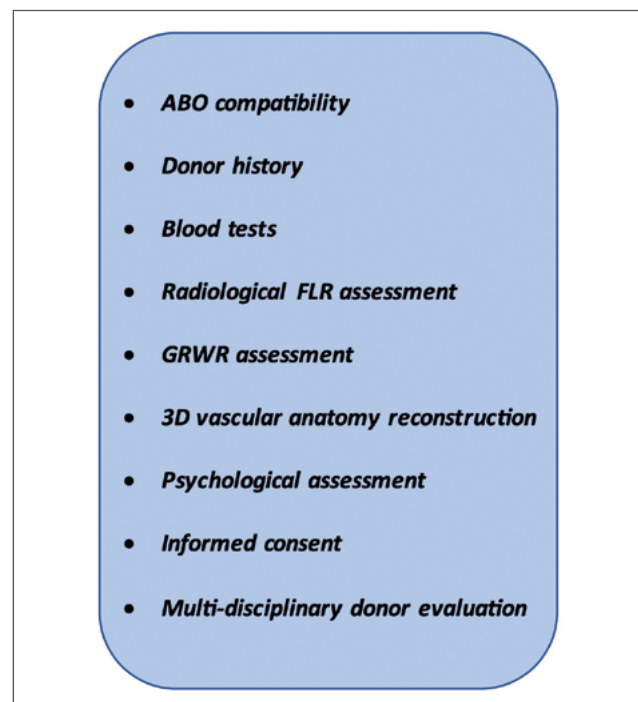 • ABO compatibility
• Donor history
• Blood tests
• Radiological FLR assessment
• GRWR assessment
• 3D vascular anatomy reconstruction
• Psychological assessment
• Informed consent
• Multi-disciplinary donor evaluation